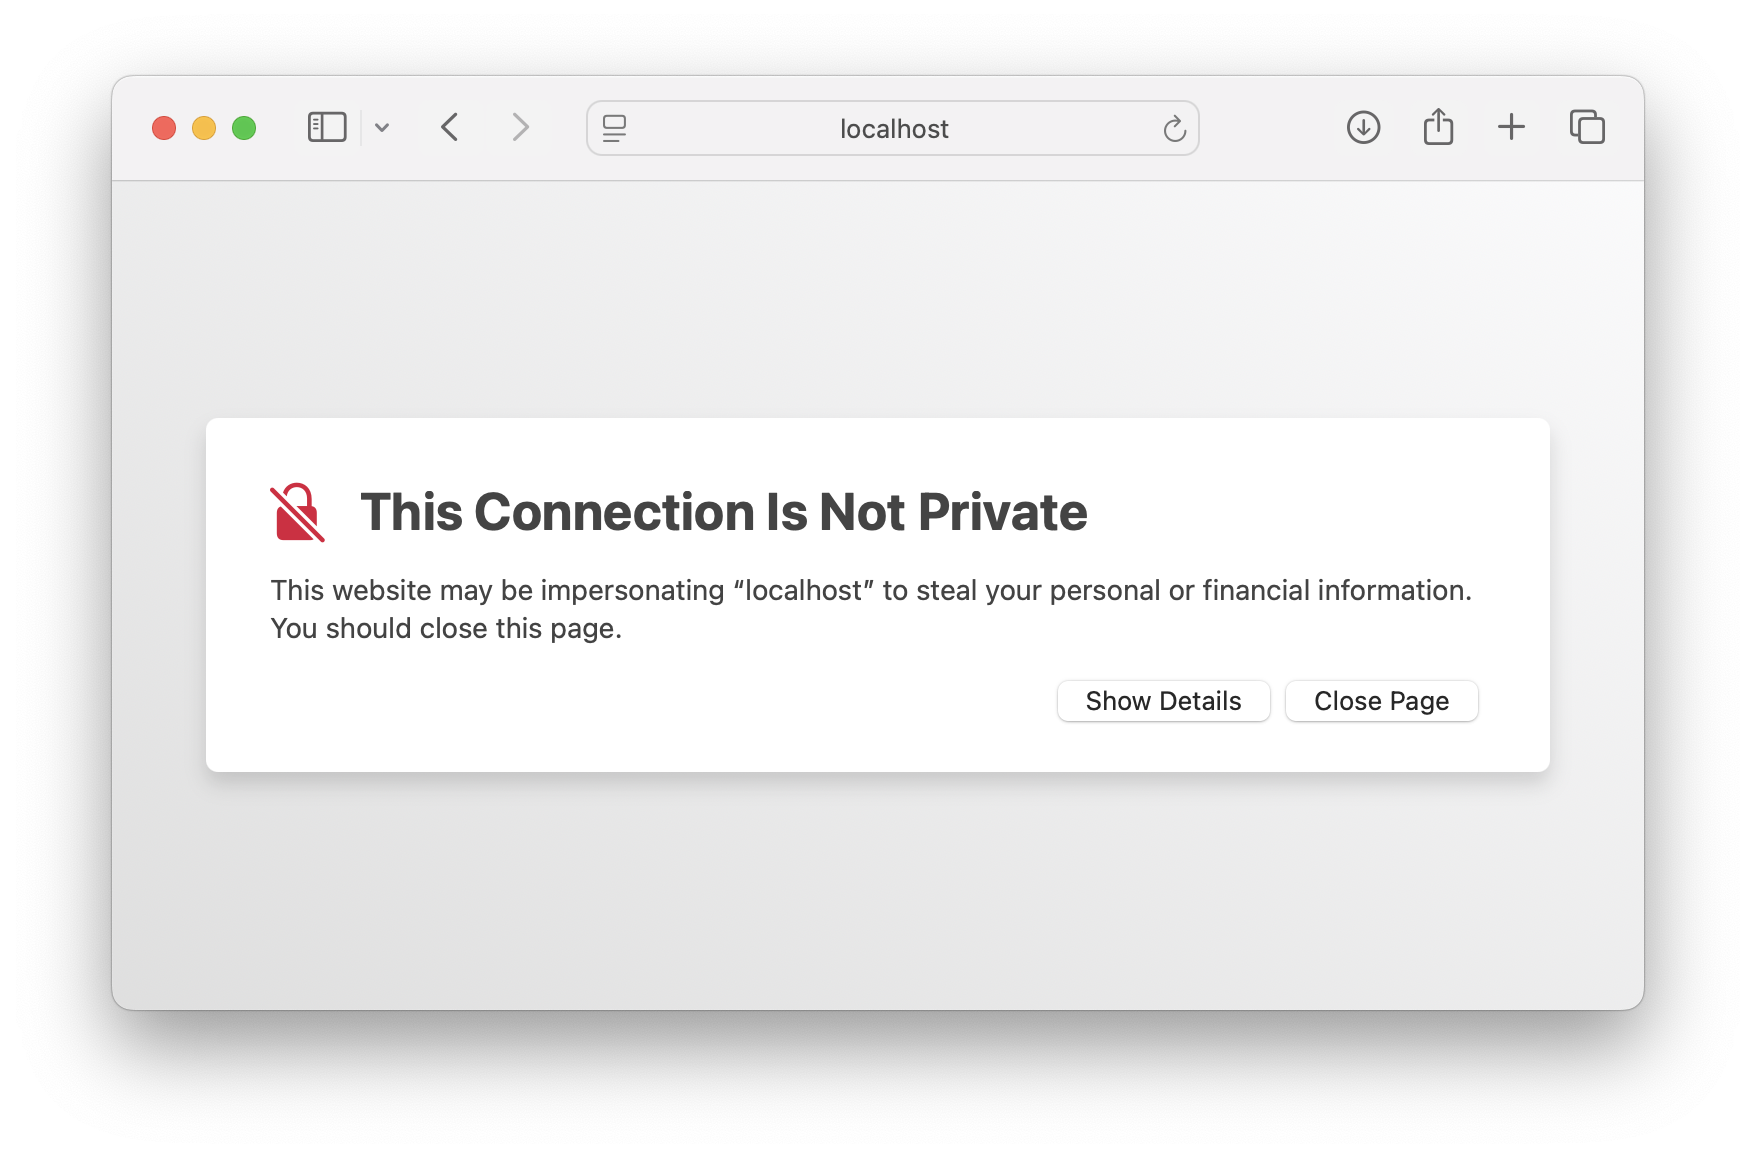 localhost
This Connection Is Not Private
This website may be impersonating “localhost” to steal your personal or financial information.
You should close this page.
Show Details
Close Page